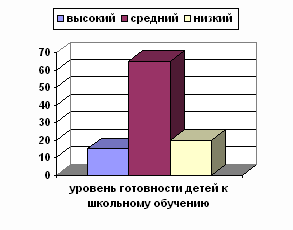 высокий средний низкий
70
60
50
40
30
20
10
0
уровень готовности детей к
школьному обучению